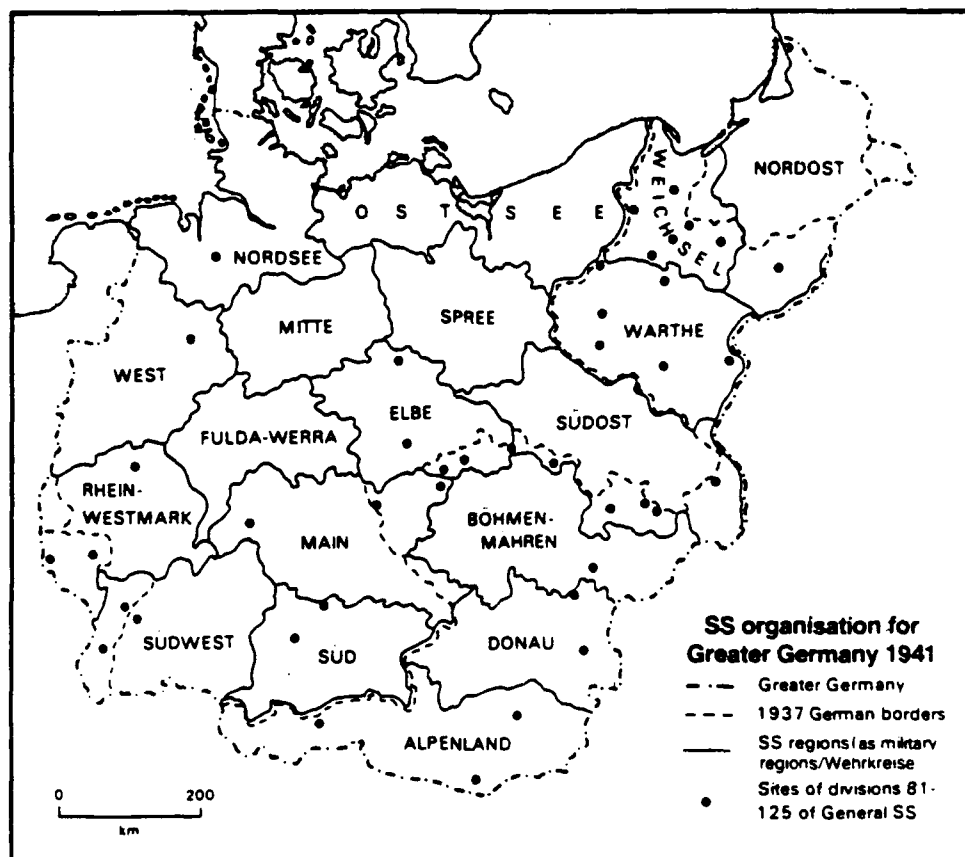 NORDOST
WEICHSEL
OSTSEE
NORDSEE
MITTE
SPREE
WARTHE
WEST
ELBE
SÜDOST
FULDA-WERRA
RHEIN-
WESTMARK
MAIN
BÖHMEN-
MAHREN
SÜDWEST
SÜD
DONAU
ALPENLAND
SS organisation for
Greater Germany 1941
Greater Germany
1937 German borders
SS regions (as military
regions/Wehrkreise
Sites of divisions 81-
125 of General SS
0 200
km